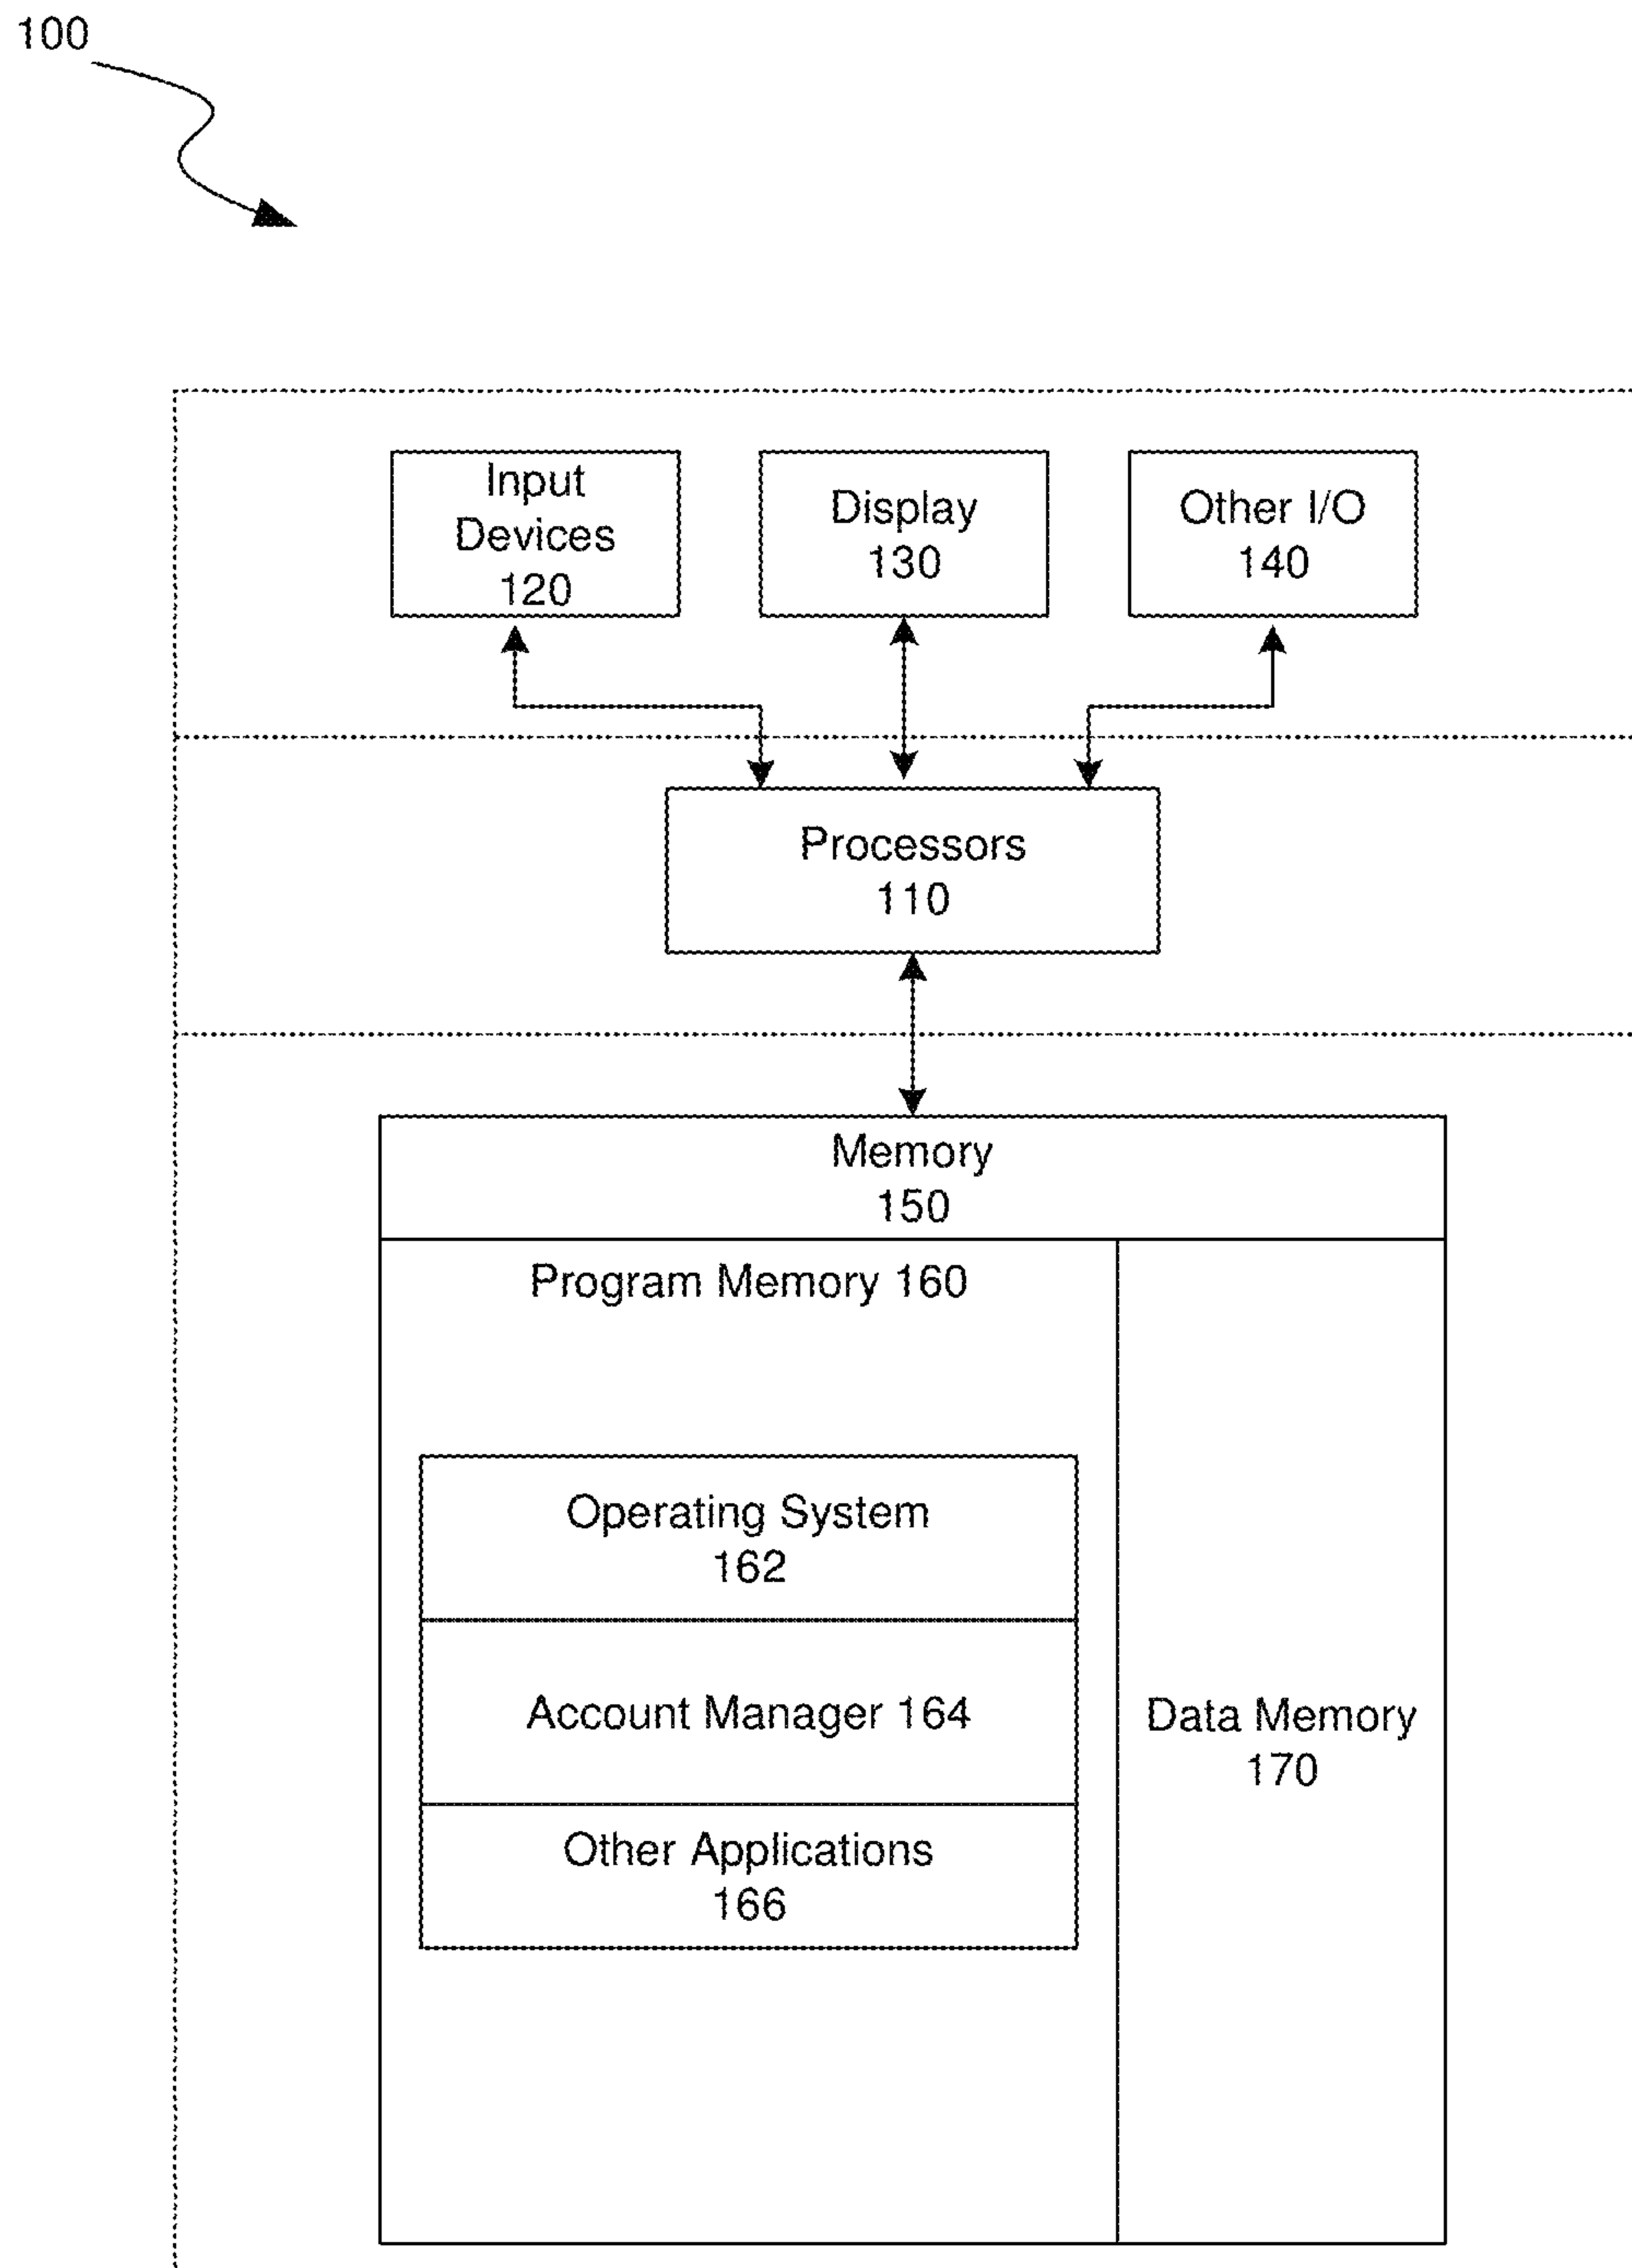 100
Input
Devices
120
Display
130
Other I/O
140
Processors
110
Memory
150
Program Memory 160
Operating System
162
Account Manager 164
Other Applications
166
Data Memory
170